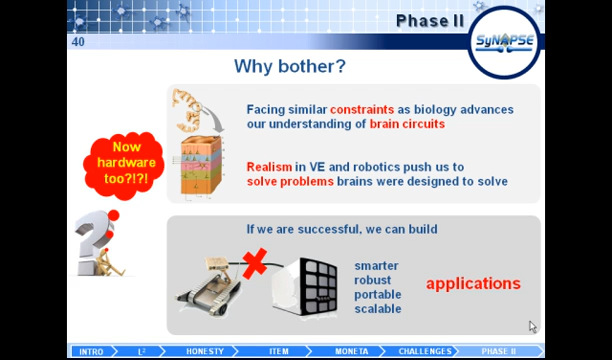 Phase II
SyNAPSE
40
Why bother?
Facing similar constraints as biology advances
our understanding of brain circuits
Now
hardware
too?!?!
Realism in VE and robotics push us to
solve problems brains were designed to solve
If we are successful, we can build
smarter
robust
portable
scalable
applications
INTRO
L²
HONESTY
ITEM
MONETA
CHALLENGES
PHASE II